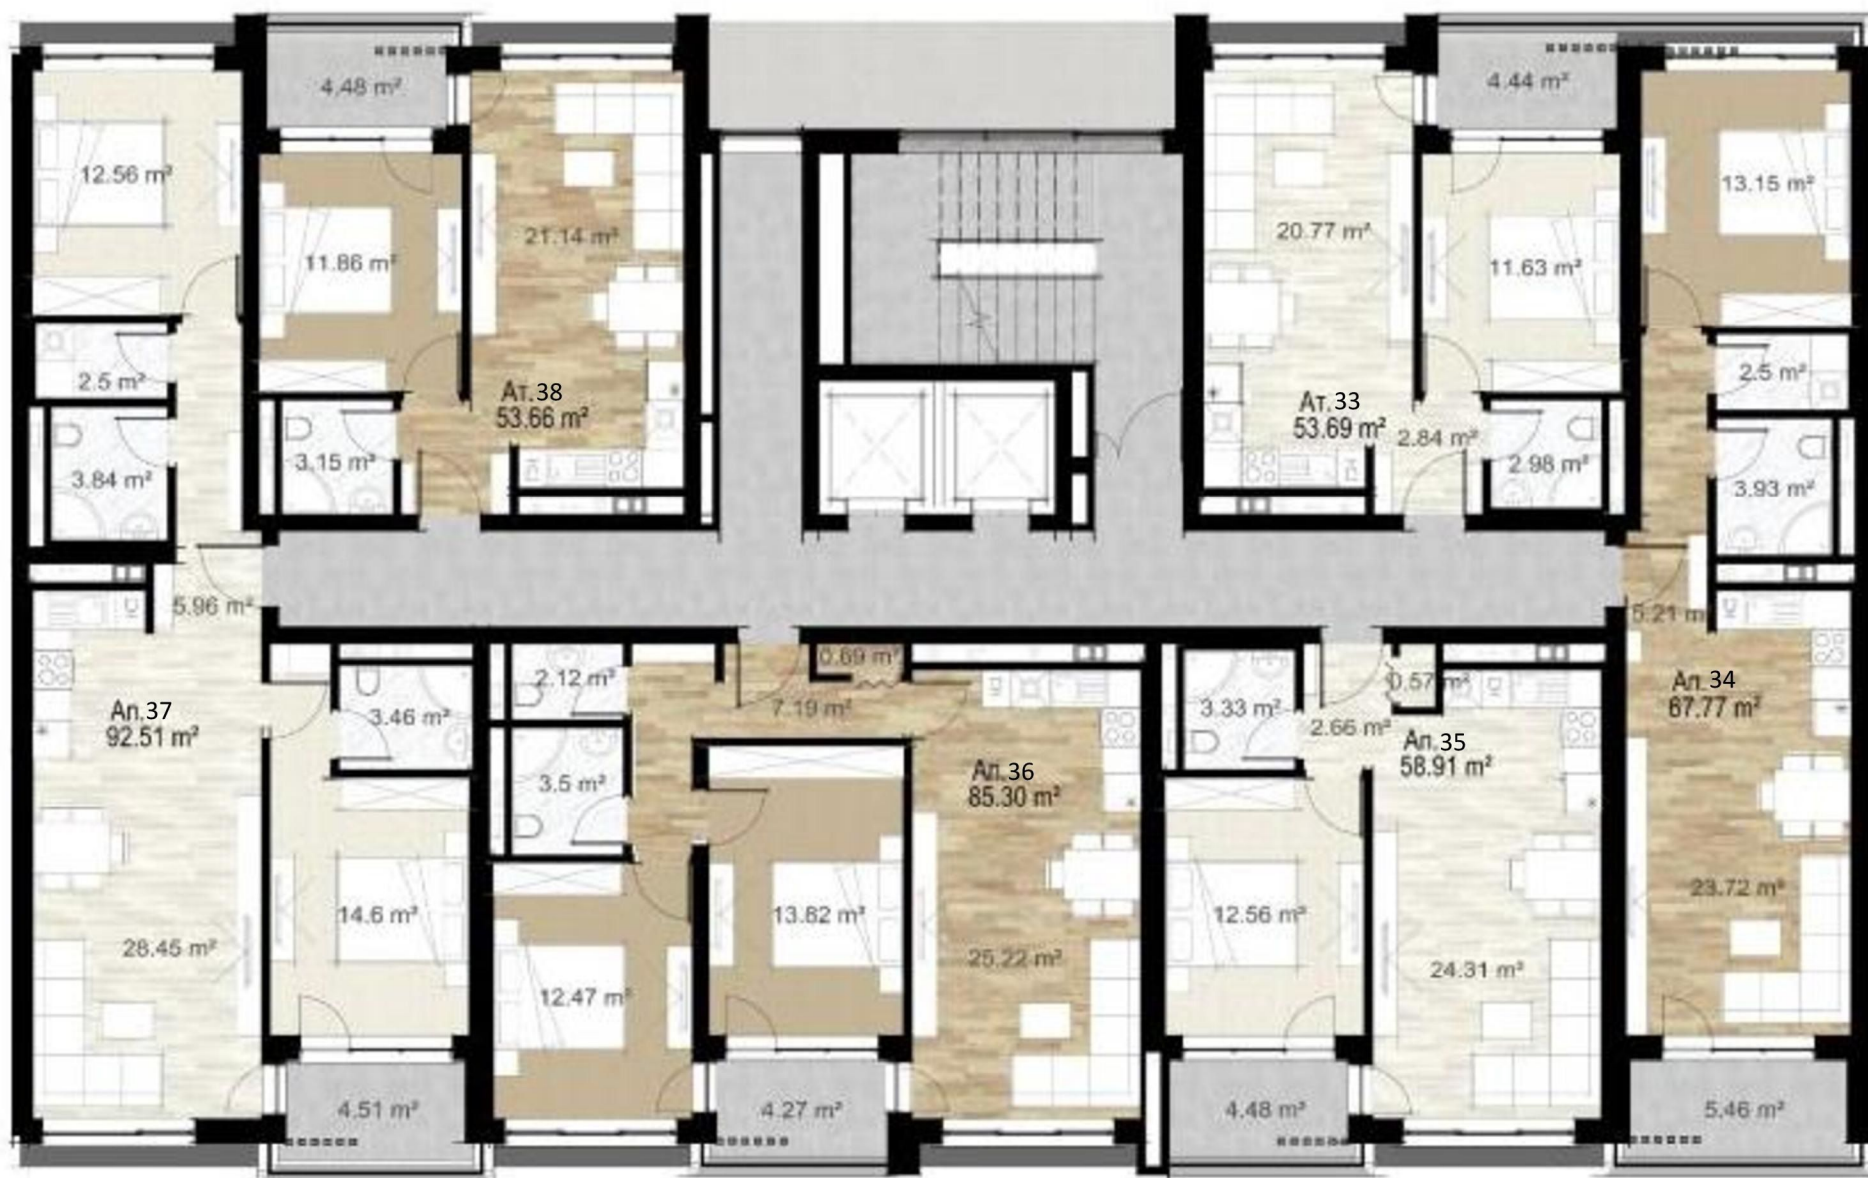 4.48 m²
4.44 m²
12.56 m²
13.15 m²
21.14 m²
20.77 m²
11.86 m²
11.63 m²
2.5 m²
2.5 m²
Ат.38
53.66 m²
Ат.33
53.69 m²
2.84 m²
3.15 m²
2.98 m²
3.84 m²
3.93 m²
5.96 m²
5.21 m
0.69 m²
2.12 m²
0.57 m²
3.46 m²
7.19 m²
3.33 m²
2.66 m²
Ап.37
92.51 m²
Ап.34
67.77 m²
Ап.35
58.91 m²
Ап.36
85.30 m²
3.5 m²
14.6 m²
13.82 m²
12.56 m²
23.72 m²
28.45 m²
25.22 m²
24.31 m²
12.47 m²
4.51 m²
4.27 m²
4.48 m²
5.46 m²